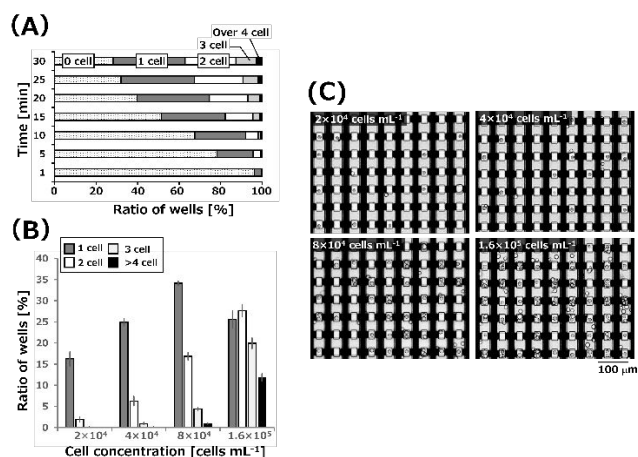 (A)
Over 4 cell
3 cell
0 cell 1 cell 2 cell
Time [min]
30
25
20
15
10
5
1
0 20 40 60 80 100
Ratio of wells [%]
(B)
1 cell 3 cell
2 cell >4 cell
Ratio of wells [%]
40
35
30
25
20
15
10
5
0
2×10⁴ 4×10⁴ 8×10⁴ 1.6×10⁵
Cell concentration [cells mL⁻¹]
(C)
2×10⁴ cells mL⁻¹ 4×10⁴ cells mL⁻¹
8×10⁴ cells mL⁻¹ 1.6×10⁵ cells mL⁻¹
100 μm